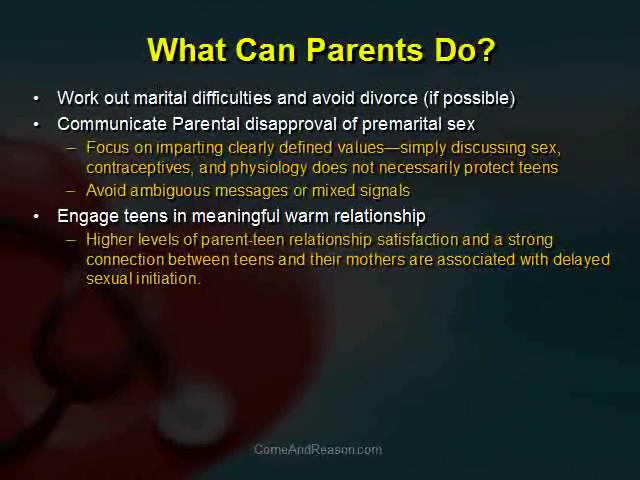 What Can Parents Do?
• Work out marital difficulties and avoid divorce (if possible)
• Communicate Parental disapproval of premarital sex
– Focus on imparting clearly defined values—simply discussing sex,
contraceptives, and physiology does not necessarily protect teens
– Avoid ambiguous messages or mixed signals
• Engage teens in meaningful warm relationship
– Higher levels of parent-teen relationship satisfaction and a strong
connection between teens and their mothers are associated with delayed
sexual initiation.
ComeAndReason.com